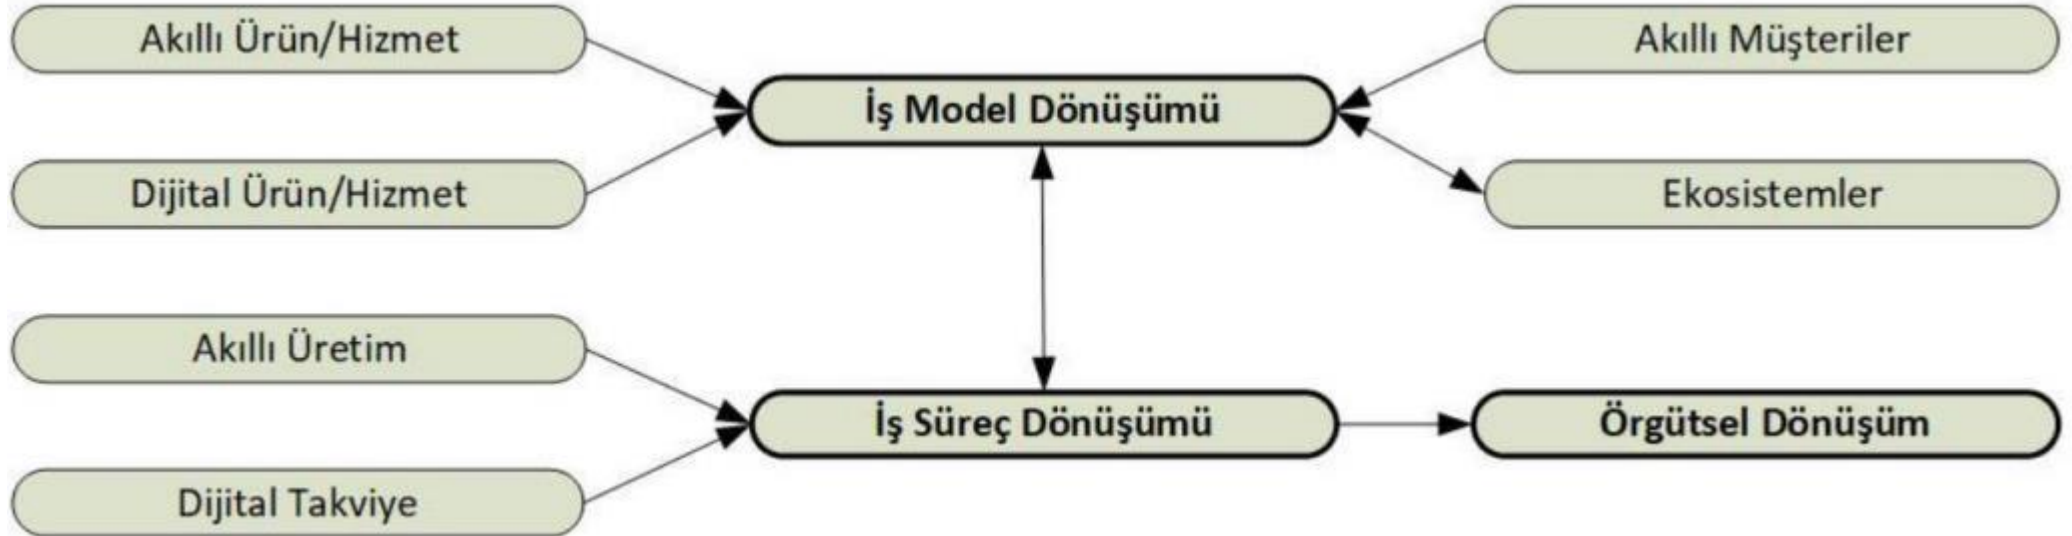 Akıllı Ürün/Hizmet
Akıllı Müşteriler
İş Model Dönüşümü
Dijital Ürün/Hizmet
Ekosistemler
Akıllı Üretim
İş Süreç Dönüşümü
Örgütsel Dönüşüm
Dijital Takviye